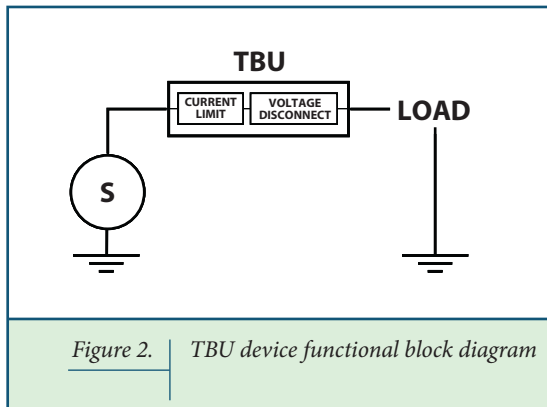 TBU
CURRENT
LIMIT
VOLTAGE
DISCONNECT
LOAD
S
Figure 2. TBU device functional block diagram